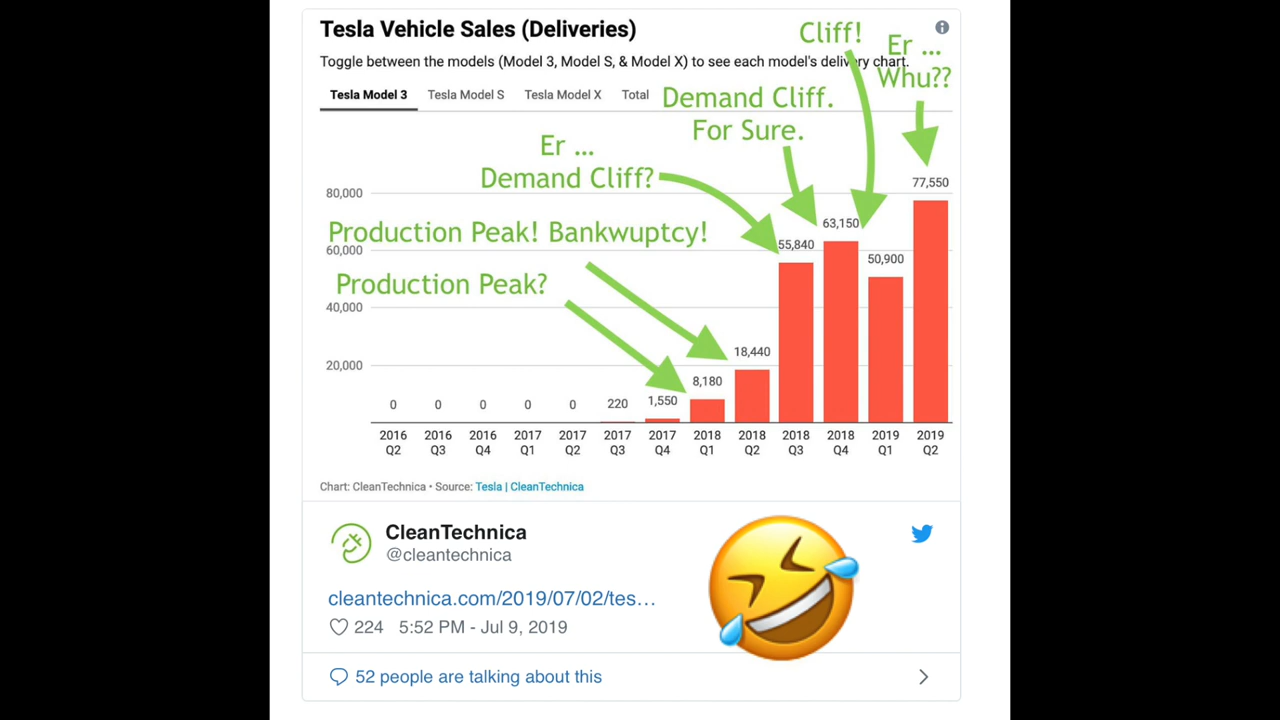 Tesla Vehicle Sales (Deliveries)
Toggle between the models (Model 3, Model S, & Model X) to see each model's delivery chart.
Tesla Model 3 Tesla Model S Tesla Model X Total
Cliff!
Er ...
Whu??
Demand Cliff.
For Sure.
Er ...
Demand Cliff?
Production Peak! Bankwuptcy!
Production Peak?
80,000
60,000
40,000
20,000
0 0 0 0 0 220 1,550 8,180 18,440 55,840 63,150 50,900 77,550
2016 2016 2016 2017 2017 2017 2017 2018 2018 2018 2018 2019 2019
Q2 Q3 Q4 Q1 Q2 Q3 Q4 Q1 Q2 Q3 Q4 Q1 Q2
Chart: CleanTechnica • Source: Tesla | CleanTechnica
CleanTechnica
@cleantechnica
cleantechnica.com/2019/07/02/tes…
224 5:52 PM - Jul 9, 2019
52 people are talking about this